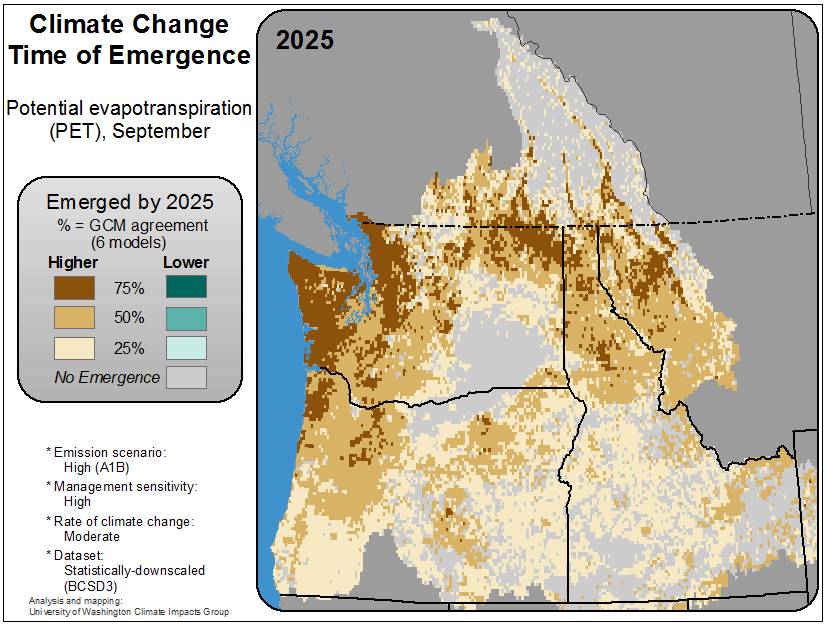 Climate Change
Time of Emergence
Potential evapotranspiration
(PET), September
Emerged by 2025
% = GCM agreement
(6 models)
Higher Lower
75%
50%
25%
No Emergence
* Emission scenario:
High (A1B)
* Management sensitivity:
High
* Rate of climate change:
Moderate
* Dataset:
Statistically-downscaled
(BCSD3)
Analysis and mapping:
University of Washington Climate Impacts Group
2025